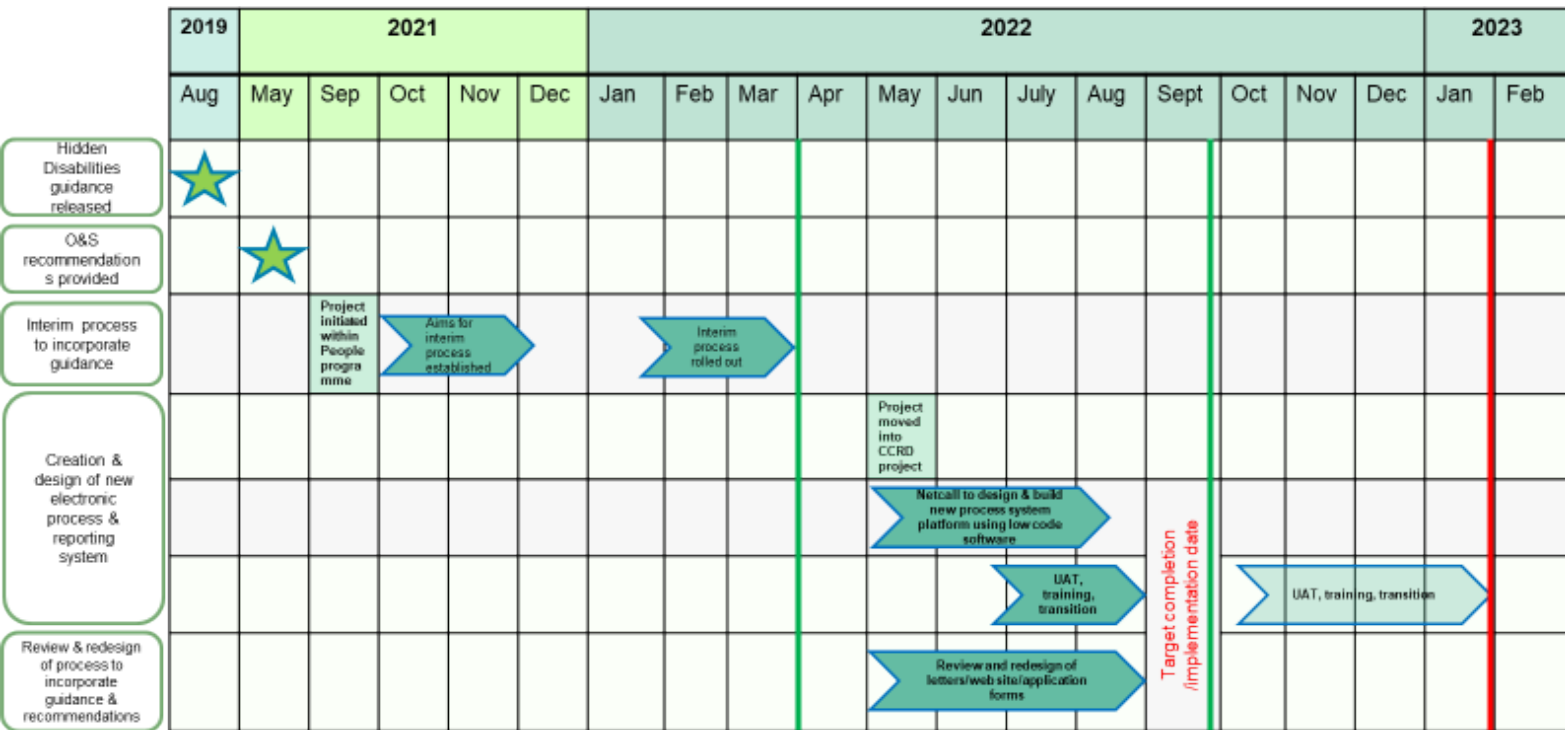 2019 2021 2022 2023
Aug May Sep Oct Nov Dec Jan Feb Mar Apr May Jun July Aug Sept Oct Nov Dec Jan Feb
Hidden
Disabilities
guidance
released
O&S
recommendation
s provided
Interim process
to incorporate
guidance
Project
initiated
within
People
progra
mme
Aims for
interim
process
established
Interim
process
rolled out
Creation &
design of new
electronic
process &
reporting
system
Project
moved
into
CCRD
project
Netcall to design & build
new process system
platform using low code
software
UAT,
training,
transition
Target completion
/implementation date
UAT, training, transition
Review & redesign
of process to
incorporate
guidance &
recommendations
Review and redesign of
letters/web site/application
forms